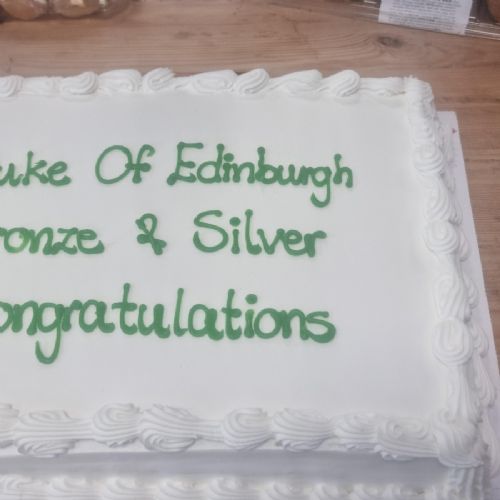 uke Of Edinburgh
ronze & Silver
ongratulations